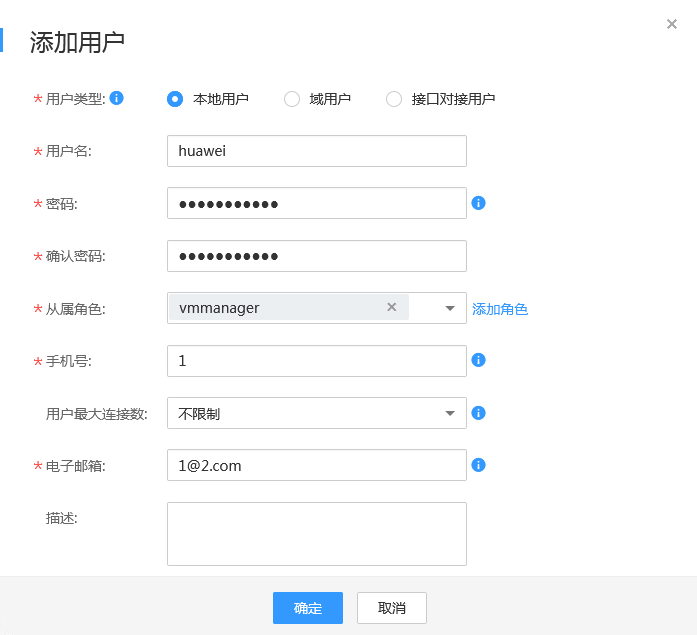 添加用户
* 用户类型: 本地用户 域用户 接口对接用户
* 用户名: huawei
* 密码: ●●●●●●●●●●●
* 确认密码: ●●●●●●●●●●●
* 从属角色: vmmanager 添加角色
* 手机号: 1
用户最大连接数: 不限制
* 电子邮箱: 1@2.com
描述:
确定 取消